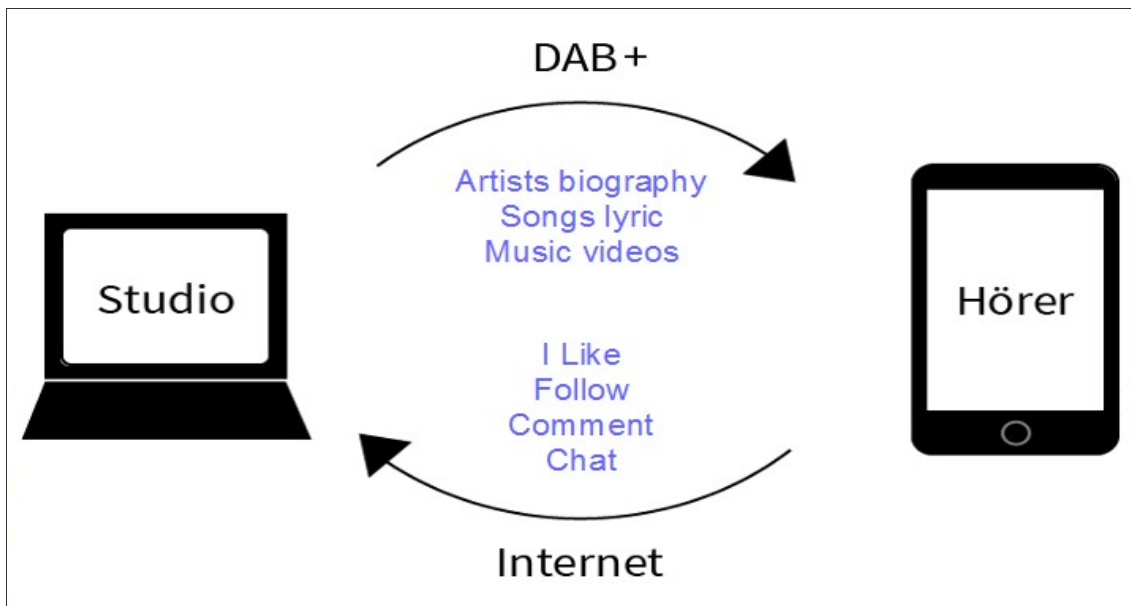 DAB+
Artists biography
Songs lyric
Music videos
Studio
Hörer
I Like
Follow
Comment
Chat
Internet